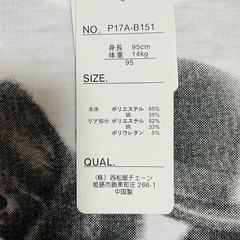 NO. P17A-B151
身長 95cm
体重 14kg
95
SIZE.
本体 ポリエステル 65%
綿 35%
リブ部分 ポリエステル 62%
綿 33%
ポリウレタン 5%
QUAL.
(株) 西松屋チェーン
姫路市飾東町庄 266-1
中国製